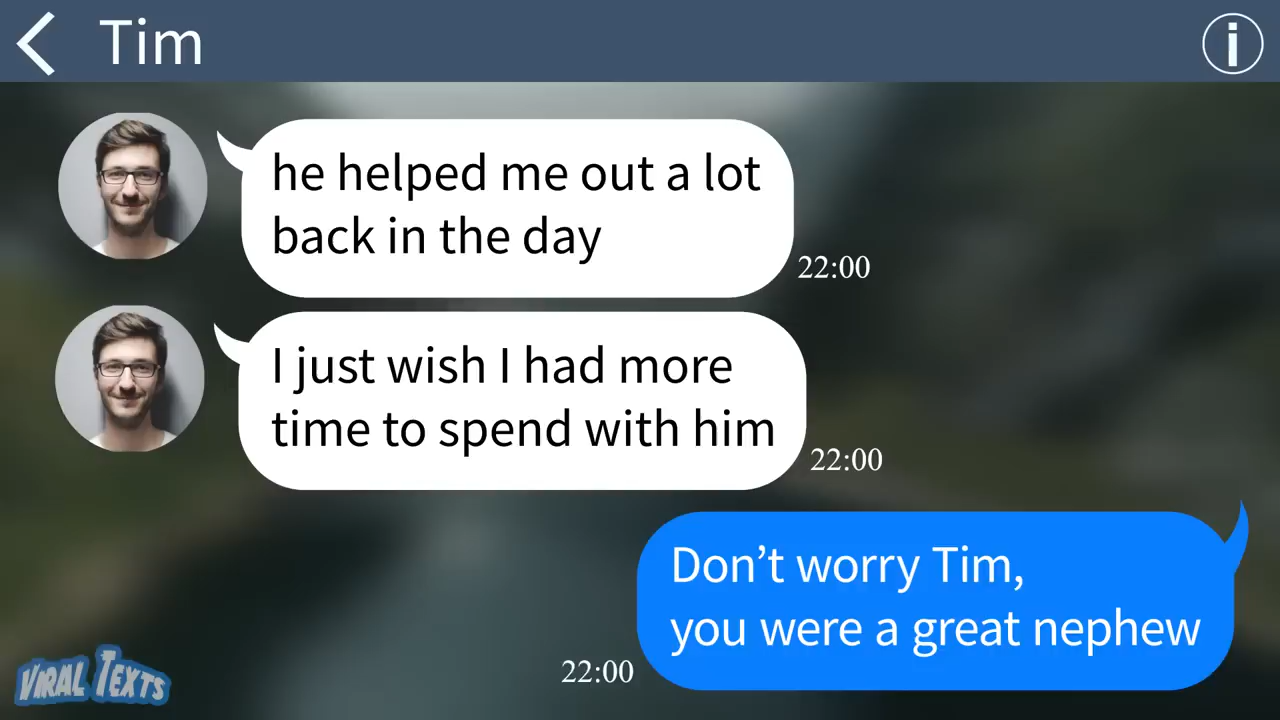 Tim
i
he helped me out a lot
back in the day
22:00
I just wish I had more
time to spend with him
22:00
Don't worry Tim,
you were a great nephew
22:00
VIRAL TEXTS